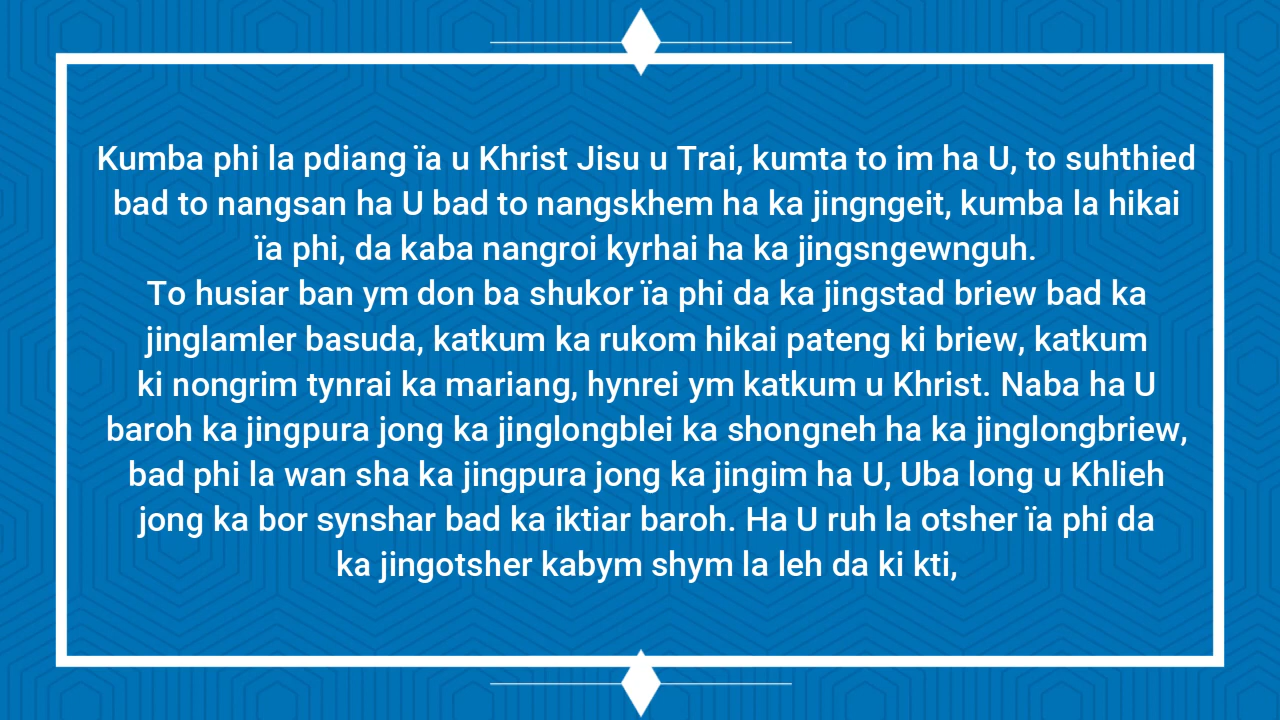 Kumba phi la pdiang ïa u Khrist Jisu u Trai, kumta to im ha U, to suhthied
bad to nangsan ha U bad to nangskhem ha ka jingngeit, kumba la hikai
ïa phi, da kaba nangroi kyrhai ha ka jingsngewnguh.
To husiar ban ym don ba shukor ïa phi da ka jingstad briew bad ka
jinglamler basuda, katkum ka rukom hikai pateng ki briew, katkum
ki nongrim tynrai ka mariang, hynrei ym katkum u Khrist. Naba ha U
baroh ka jingpura jong ka jinglongblei ka shongneh ha ka jinglongbriew,
bad phi la wan sha ka jingpura jong ka jingim ha U, Uba long u Khlieh
jong ka bor synshar bad ka iktiar baroh. Ha U ruh la otsher ïa phi da
ka jingotsher kabym shym la leh da ki kti,